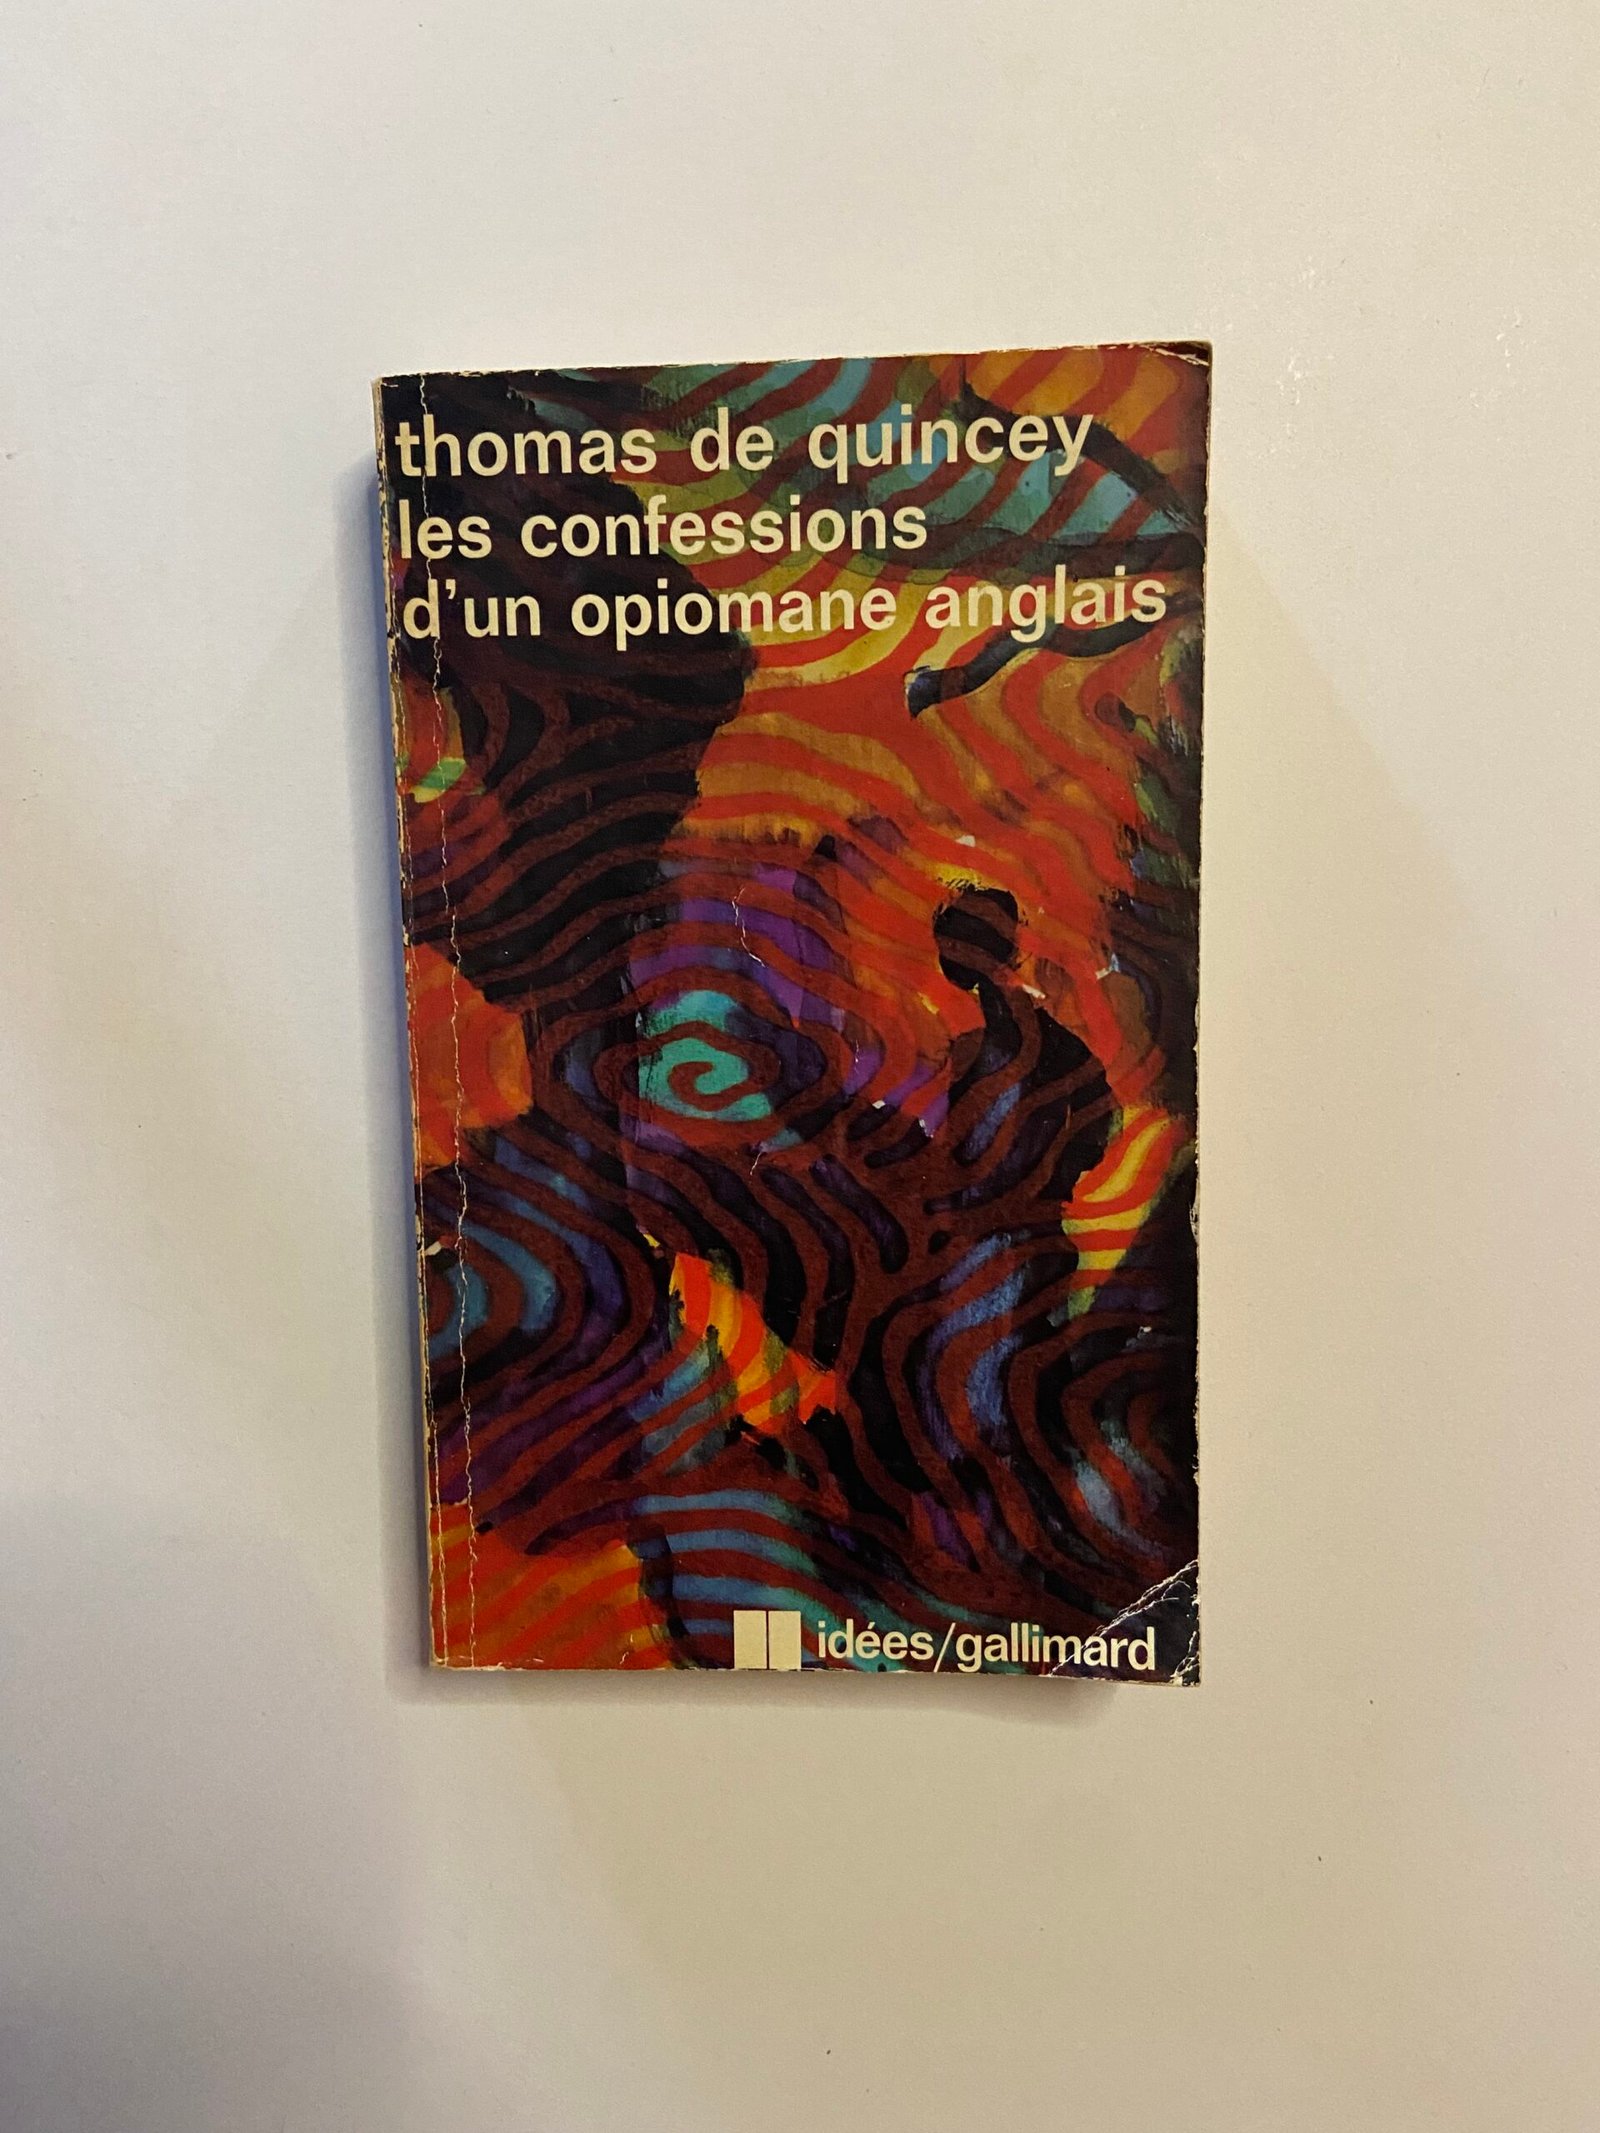 thomas de quincey
les confessions
d'un opiomane anglais
idées/gallimard